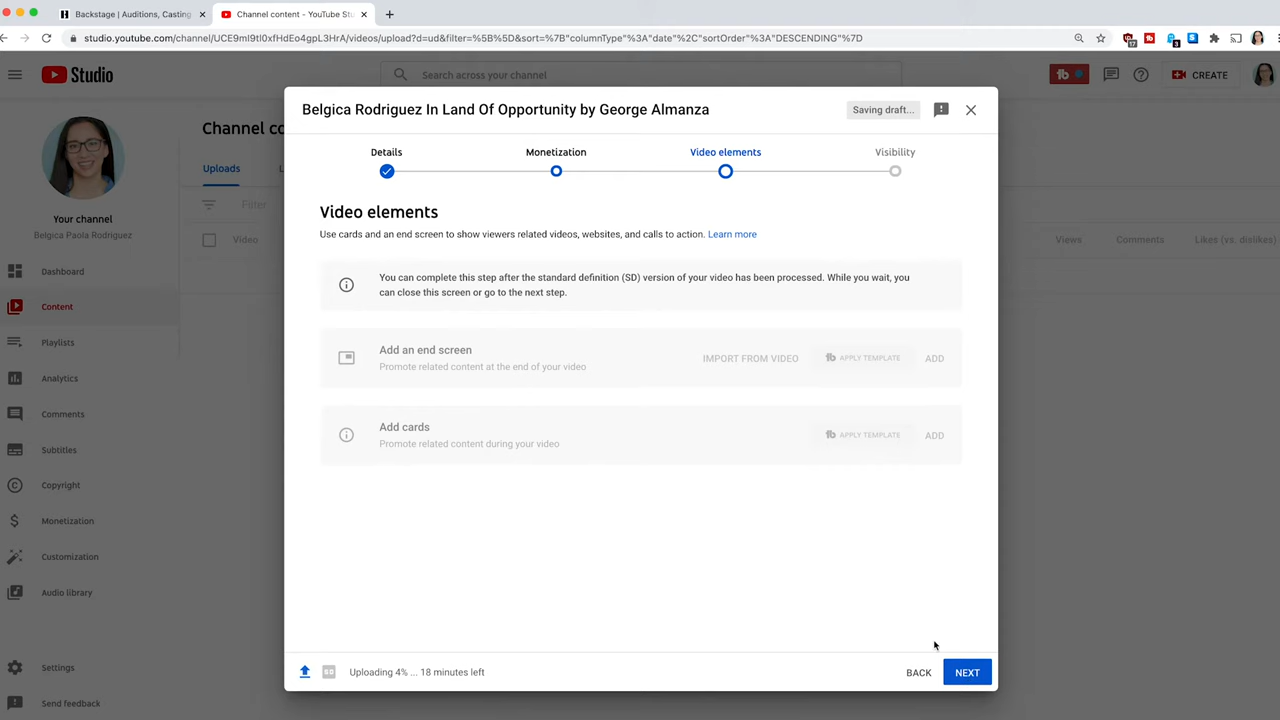 Backstage | Auditions, Casting
Channel content - YouTube Stu
studio.youtube.com/channel/UCE9mI9tI0xfHdEo4gpL3HrA/videos/upload?d=ud&filter=%5B%5D&sort=%7B"columnType"%3A"date"%2C"sortOrder"%3A"DESCENDING"%7D
Studio
Search across your channel
CREATE
Belgica Rodriguez In Land Of Opportunity by George Almanza
Saving draft...
Channel co
Details
Monetization
Video elements
Visibility
Uploads
L
Filter
Video
Views
Comments
Likes (vs. dislikes)
Your channel
Belgica Paola Rodriguez
Dashboard
Content
Playlists
Analytics
Comments
Subtitles
Copyright
Monetization
Customization
Audio library
Settings
Send feedback
Video elements
Use cards and an end screen to show viewers related videos, websites, and calls to action. Learn more
You can complete this step after the standard definition (SD) version of your video has been processed. While you wait, you
can close this screen or go to the next step.
Add an end screen
Promote related content at the end of your video
IMPORT FROM VIDEO
tb APPLY TEMPLATE
ADD
Add cards
Promote related content during your video
tb APPLY TEMPLATE
ADD
SD
Uploading 4% ... 18 minutes left
BACK
NEXT